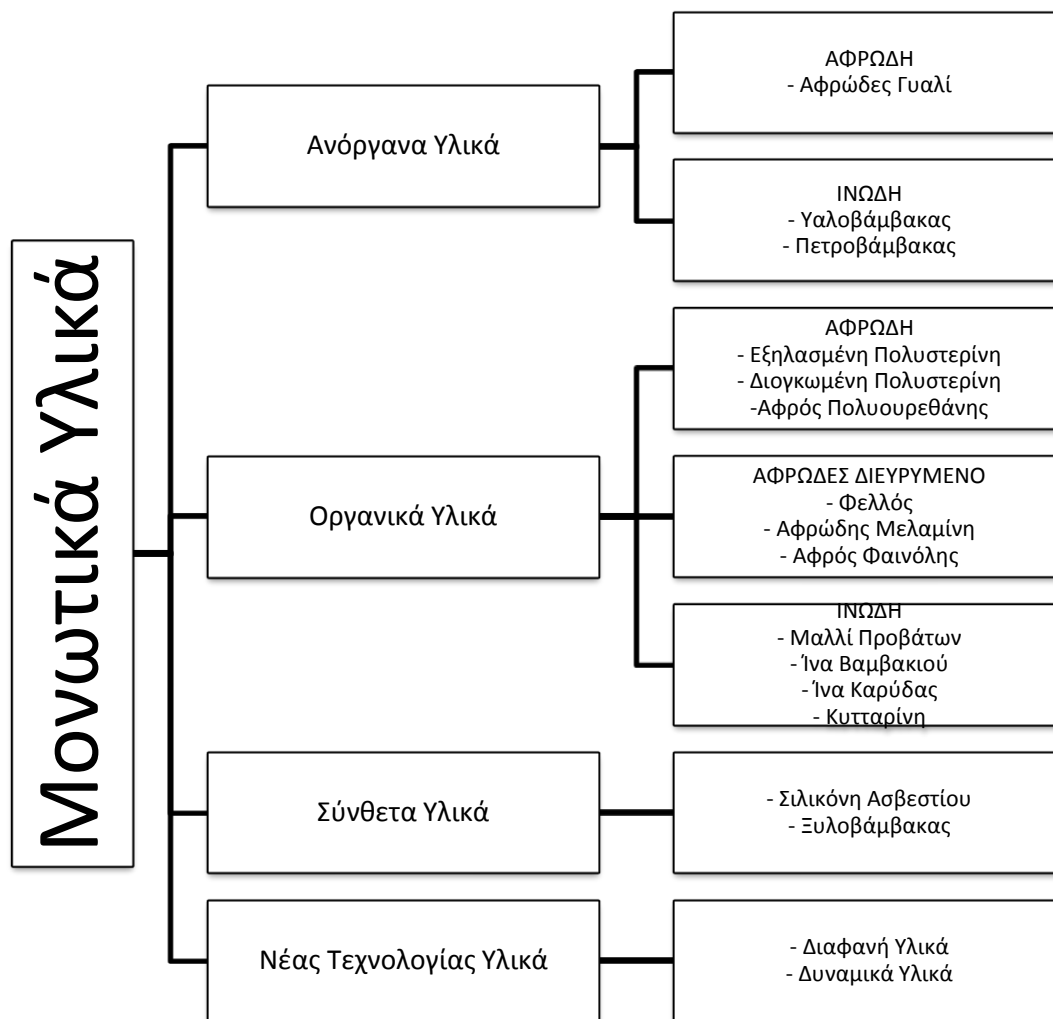 Μονωτικά Υλικά
Ανόργανα Υλικά
ΑΦΡΩΔΗ
- Αφρώδες Γυαλί
ΙΝΩΔΗ
- Υαλοβάμβακας
- Πετροβάμβακας
Οργανικά Υλικά
ΑΦΡΩΔΗ
- Εξηλασμένη Πολυστερίνη
- Διογκωμένη Πολυστερίνη
-Αφρός Πολυουρεθάνης
ΑΦΡΩΔΕΣ ΔΙΕΥΡΥΜΕΝΟ
- Φελλός
- Αφρώδης Μελαμίνη
- Αφρός Φαινόλης
ΙΝΩΔΗ
- Μαλλί Προβάτων
- Ίνα Βαμβακιού
- Ίνα Καρύδας
- Κυτταρίνη
Σύνθετα Υλικά
- Σιλικόνη Ασβεστίου
- Ξυλοβάμβακας
Νέας Τεχνολογίας Υλικά
- Διαφανή Υλικά
- Δυναμικά Υλικά